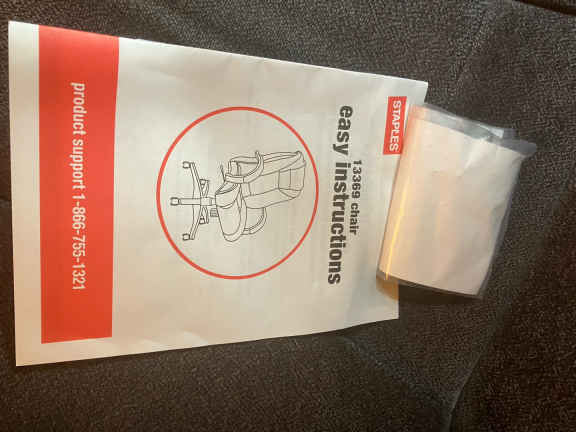 STAPLES
13369 chair
easy instructions
product support 1-866-755-1321